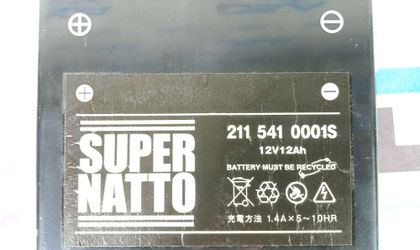 SUPER
NATTO
211 541 0001S
12V12Ah
BATTERY MUST BE RECYCLED
充電方法 1.4A×5~10HR